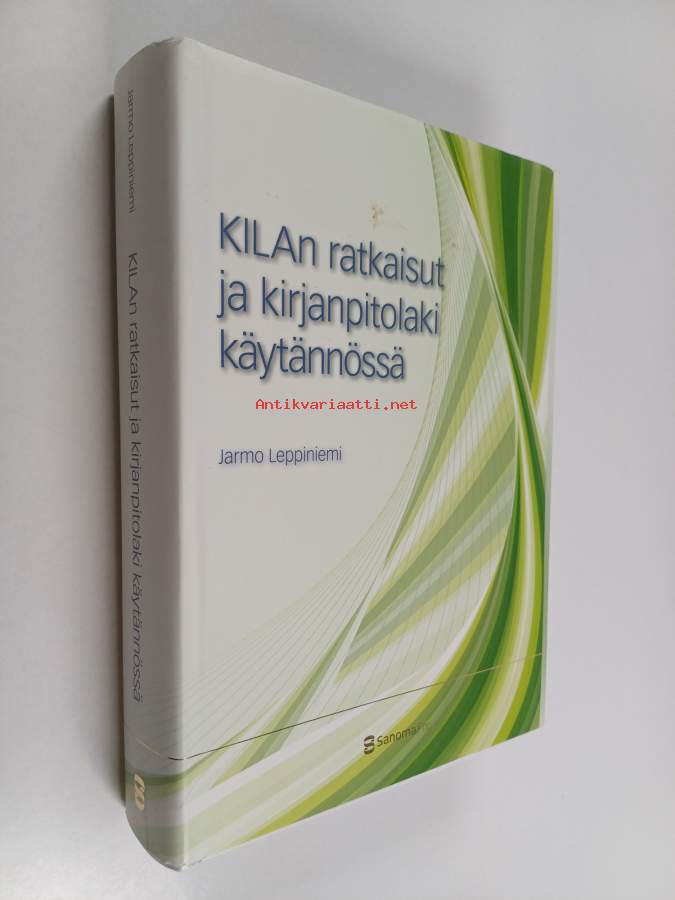 Jarmo Leppiniemi
KILAn ratkaisut ja kirjanpitolaki käytännössä
KILAn ratkaisut
ja kirjanpitolaki
käytännössä
Antikvariaatti.net
Jarmo Leppiniemi
Sanoma